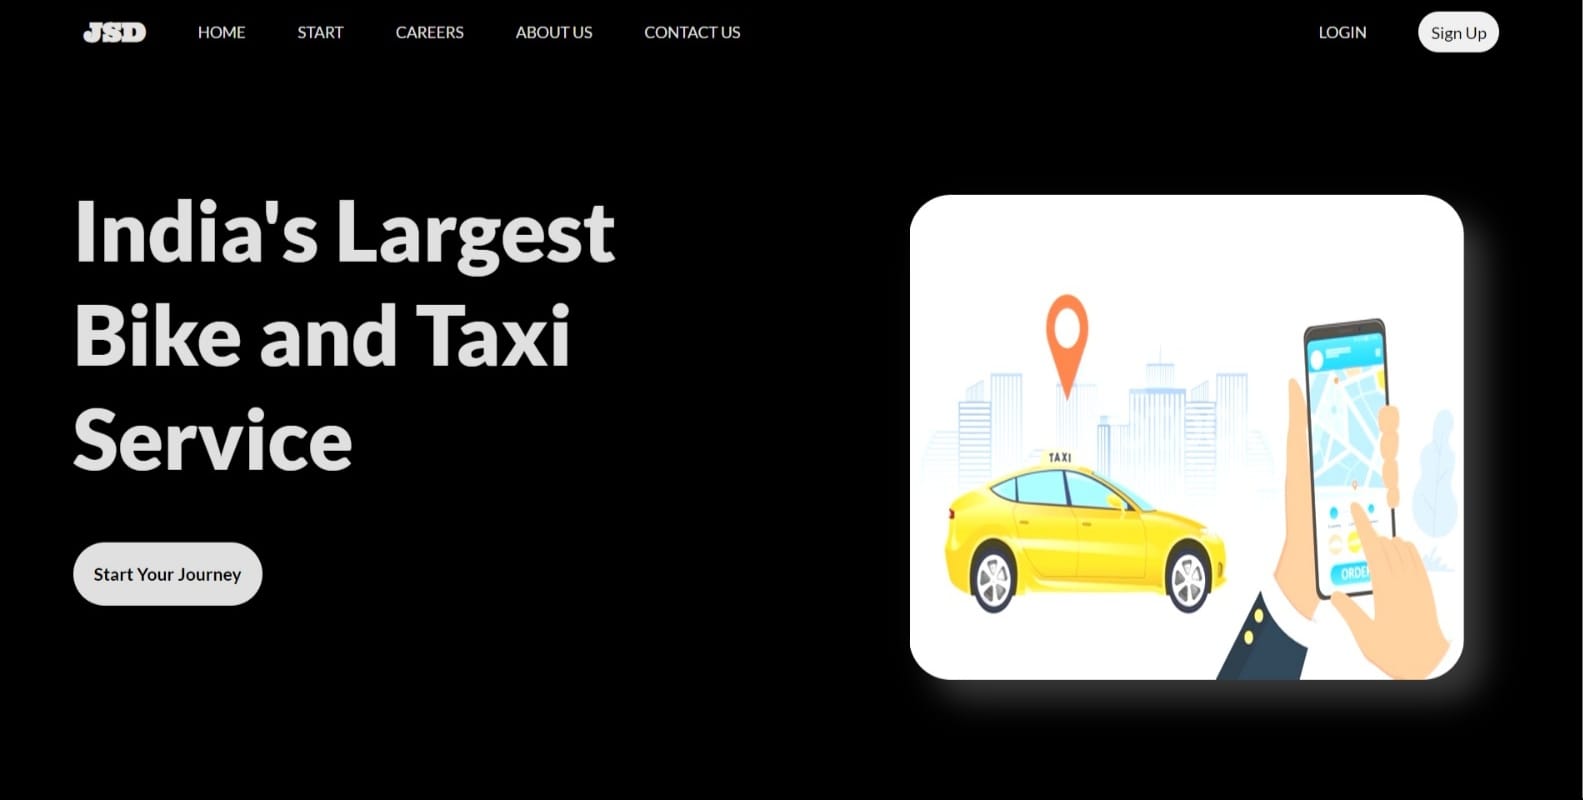 JSD
HOME
START
CAREERS
ABOUT US
CONTACT US
LOGIN
Sign Up
India's Largest
Bike and Taxi
Service
Start Your Journey
TAXI
ORDER